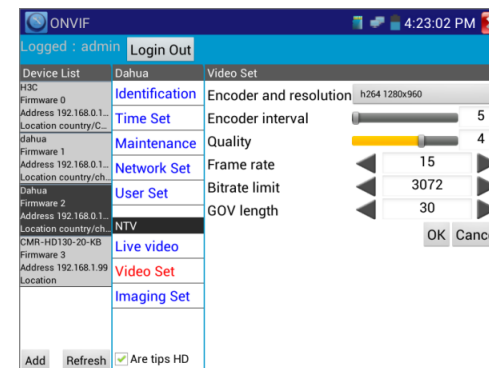 ONVIF
4:23:02 PM
Logged : admin
Login Out
Device List
H3C
Firmware 0
Address 192.168.0.1...
Location country/C...
dahua
Firmware 1
Address 192.168.0.1...
Location country/ch...
Dahua
Firmware 2
Address 192.168.0.1...
Location country/ch...
CMR-HD130-20-KB
Firmware 3
Address 192.168.1.99
Location
Add Refresh
Dahua
Identification
Time Set
Maintenance
Network Set
User Set
NTV
Live video
Video Set
Imaging Set
Are tips HD
Video Set
Encoder and resolution h264 1280x960
Encoder interval 5
Quality 4
Frame rate 15
Bitrate limit 3072
GOV length 30
OK Cance